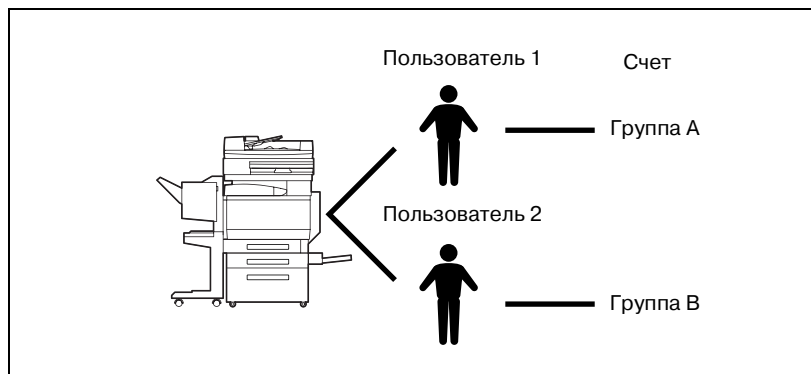 Пользователь 1
Счет
Группа A
Пользователь 2
Группа B